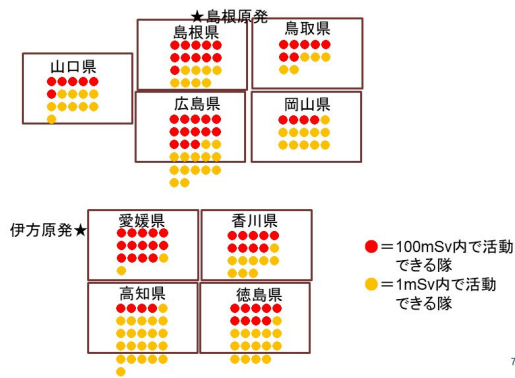 ★島根原発
島根県
鳥取県
山口県
広島県
岡山県
伊方原発★
愛媛県
香川県
高知県
徳島県
●＝100mSv内で活動
できる隊
●＝1mSv内で活動
できる隊
7